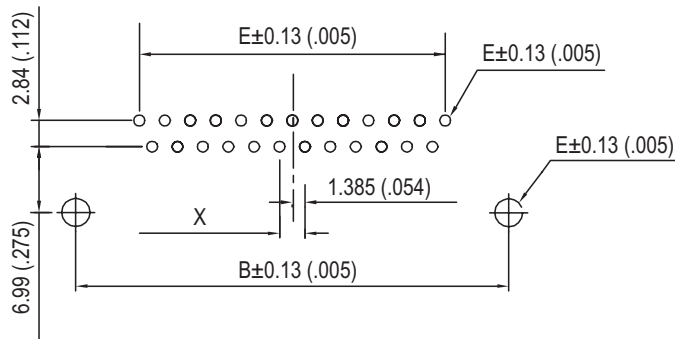 E±0.13 (.005)
2.84 (.112)
E±0.13 (.005)
E±0.13 (.005)
1.385 (.054)
X
6.99 (.275)
B±0.13 (.005)